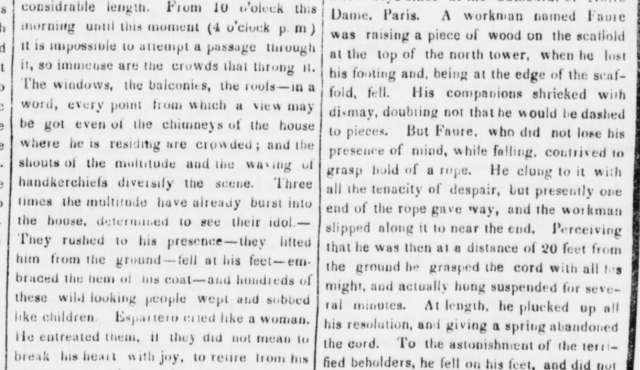 considrable length. From 10 o'clock this
morning until this moment (4 o'clock p. m)
it is impossible to attempt a passage through
it, so immense are the crowds that throng it.
The windows, the balconies, the roofs—in a
word, every point from which a view may
be got even of the chimneys of the house
where he is residing are crowded; and the
shouts of the multitude and the waving of
handkerchiefs diversify the scene. Three
times the multitude have already burst into
the house, determined to see their idol.—
They rushed to his presence—they lifted
him from the ground—fell at his feet—em-
braced the hem of his coat—and hundreds of
these wild looking people wept and sobbed
like children. Espartero cried like a woman.
He entreated them, if they did not mean to
break his heart with joy, to retire from his
Dame, Paris. A workman named Faure
was raising a piece of wood on the scaffold
at the top of the north tower, when he lost
his footing and, being at the edge of the scaf-
fold, fell. His companions shrieked with
dismay, doubting not that he would be dashed
to pieces. But Faure, who did not lose his
presence of mind, while falling, contrived to
grasp hold of a rope. He clung to it with
all the tenacity of despair, but presently one
end of the rope gave way, and the workman
slipped along it to near the end. Perceiving
that he was then at a distance of 20 feet from
the ground he grasped the cord with all his
might, and actually hung suspended for seve-
ral minutes. At length, he plucked up all
his resolution, and giving a spring abandoned
the cord. To the astonishment of the terri-
fied beholders, he fell on his feet, and did not